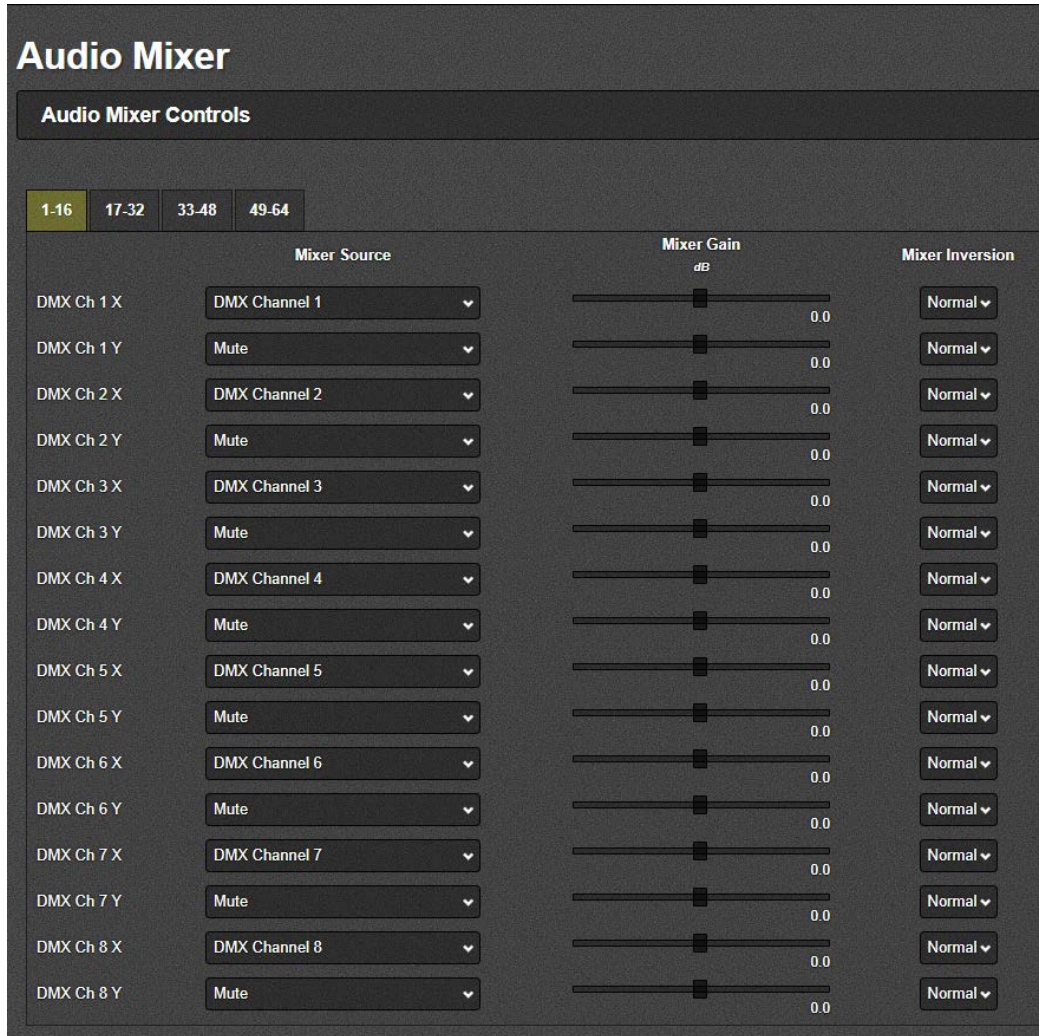 Audio Mixer
Audio Mixer Controls
1-16 17-32 33-48 49-64
Mixer Source Mixer Gain Mixer Inversion
dB
DMX Ch 1 X DMX Channel 1 0.0 Normal
DMX Ch 1 Y Mute 0.0 Normal
DMX Ch 2 X DMX Channel 2 0.0 Normal
DMX Ch 2 Y Mute 0.0 Normal
DMX Ch 3 X DMX Channel 3 0.0 Normal
DMX Ch 3 Y Mute 0.0 Normal
DMX Ch 4 X DMX Channel 4 0.0 Normal
DMX Ch 4 Y Mute 0.0 Normal
DMX Ch 5 X DMX Channel 5 0.0 Normal
DMX Ch 5 Y Mute 0.0 Normal
DMX Ch 6 X DMX Channel 6 0.0 Normal
DMX Ch 6 Y Mute 0.0 Normal
DMX Ch 7 X DMX Channel 7 0.0 Normal
DMX Ch 7 Y Mute 0.0 Normal
DMX Ch 8 X DMX Channel 8 0.0 Normal
DMX Ch 8 Y Mute 0.0 Normal